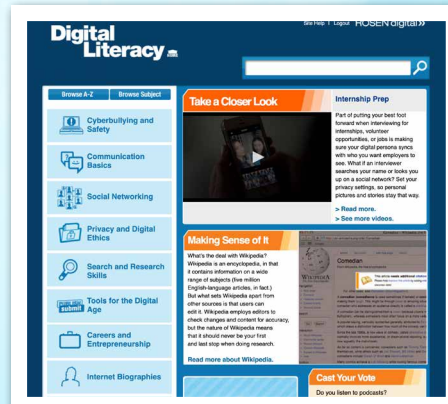 Site Help | Logout ROSEN digital»
Digital
Literacy
Browse A-Z Browse Subject
Cyberbullying and
Safety
Communication
Basics
Social Networking
Privacy and Digital
Ethics
Search and Research
Skills
Tools for the Digital
Age
submit
Careers and
Entrepreneurship
Internet Biographies
Take a Closer Look
Internship Prep
Part of putting your best foot
forward when interviewing for
internships, volunteer
opportunities, or jobs is making
sure your digital persona syncs
with who you want employers to
see. What if an interviewer
searches your name or looks you
up on a social network? Set your
privacy settings, so personal
pictures and stories stay that way.
> Read more.
> See more videos.
Making Sense of It
What's the deal with Wikipedia?
Wikipedia is an encyclopedia, in that
it contains information on a wide
range of subjects (five million
English-language articles, in fact.)
But what sets Wikipedia apart from
other sources is that users can
edit it. Wikipedia employs editors to
check changes and content for accuracy,
but the nature of Wikipedia means
that it should never be your first
and last stop when doing research.
Read more about Wikipedia.
Comedian
WIKIPEDIA
Cast Your Vote
Do you listen to podcasts?